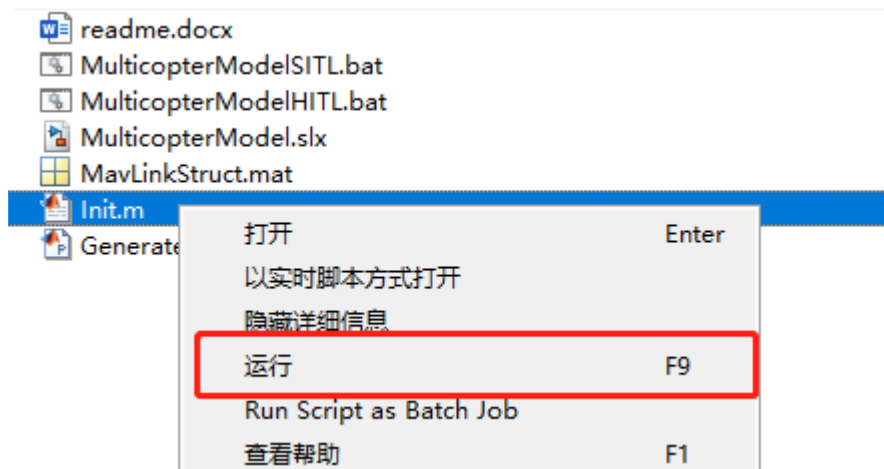 readme.docx
MulticopterModelSITL.bat
MulticopterModelHITL.bat
MulticopterModel.slx
MavLinkStruct.mat
Init.m
Generate
打开 Enter
以实时脚本方式打开
隐藏详细信息
运行 F9
Run Script as Batch Job
查看帮助 F1